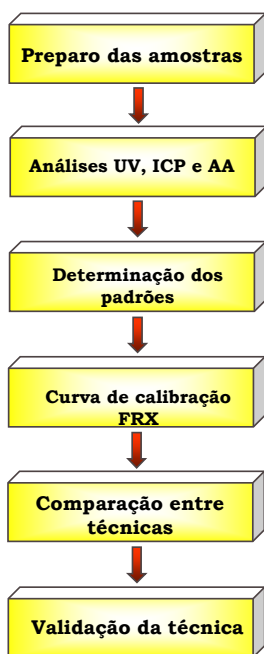 Preparo das amostras
Análises UV, ICP e AA
Determinação dos
padrões
Curva de calibração
FRX
Comparação entre
técnicas
Validação da técnica